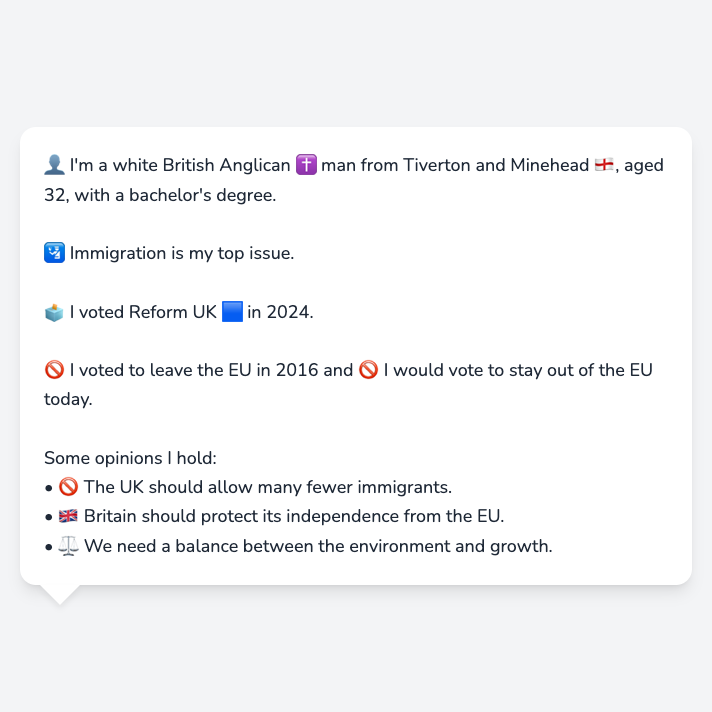 👤 I'm a white British Anglican ✝️ man from Tiverton and Minehead 🏴󠁧󠁢󠁥󠁮󠁧󠁿, aged
32, with a bachelor's degree.
🛂 Immigration is my top issue.
🗳️ I voted Reform UK 🟦 in 2024.
🚫 I voted to leave the EU in 2016 and 🚫 I would vote to stay out of the EU
today.
Some opinions I hold:
• 🚫 The UK should allow many fewer immigrants.
• 🇬🇧 Britain should protect its independence from the EU.
• ⚖️ We need a balance between the environment and growth.